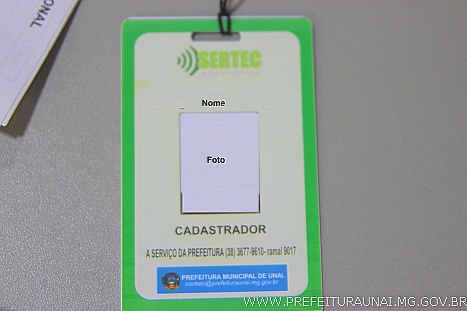 IONAL
SERTEC
Nome
Foto
CADASTRADOR
A SERVIÇO DA PREFEITURA (38) 3677-9610- ramal 9017
PREFEITURA MUNICIPAL DE UNAÍ
contato@prefeituraunai.mg.gov.br
WWW.PREFEITURAUNAI.MG.GOV.BR